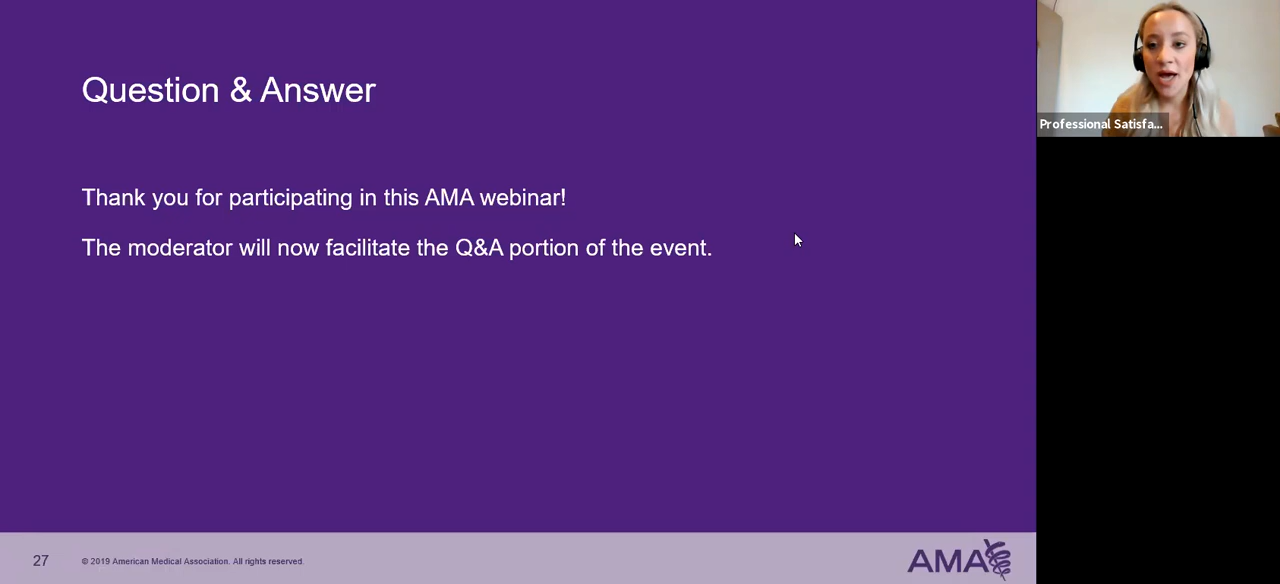 Question & Answer
Thank you for participating in this AMA webinar!
The moderator will now facilitate the Q&A portion of the event.
Professional Satisfa...
27
© 2019 American Medical Association. All rights reserved.
AMA